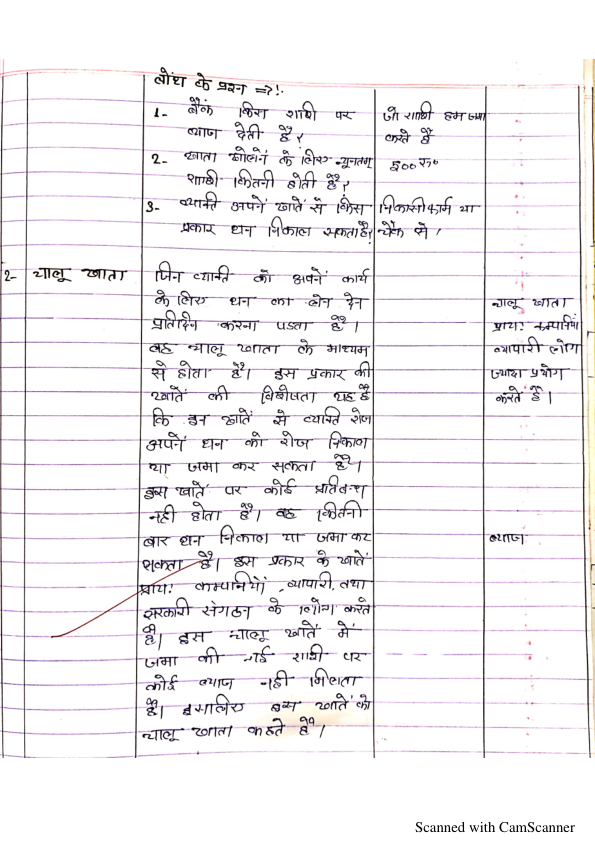 बोध के प्रश्न =>!-
1- बैंक किस राशि पर जो राशि हम जमा
ब्याज देती है? करते हैं
2- खाता खोलने के लिए न्यूनतम् ५०० रु०
राशी कितनी होती है?
3- व्यक्ति अपने खाते से किस निकासी फार्म या
प्रकार धन निकाल सकता है? चैक से।
2- चालू खाता जिन व्यक्ति को अपने कार्य
के लिए धन का लेन देन चालू खाता
प्रतिदिन करना पडता है। प्रायः कम्पनियां
वह चालू खाता के माध्यम व्यापारी लोग
से होता है। इस प्रकार की ज्यादा प्रयोग
खातें की विशेषता यह है करते है।
कि इन खातें से व्यक्ति रोज
अपने धन को रोज निकाल
या जमा कर सकता है।
इस खातें पर कोई प्रतिबन्ध
नही होता है। वह कितनी
बार धन निकाल या जमा कर ब्याज
सकता है। इस प्रकार के खातें
प्रायः कम्पनियों, व्यापारी, तथा
सरकारी संगठन के लोग करते
है। इस चालू खातें में
जमा की गई राशी पर
कोई ब्याज नही मिलता
है। इसलिए इस खातें को
चालू खाता कहते है।
Scanned with CamScanner